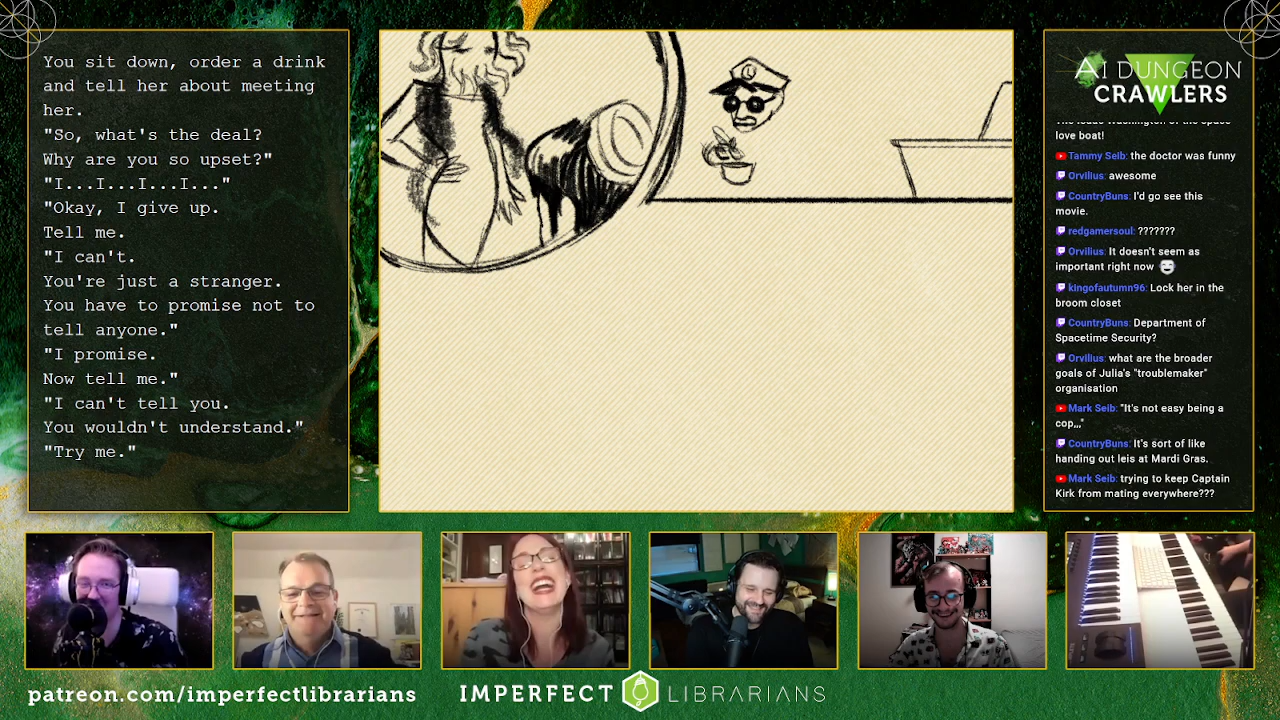 You sit down, order a drink
and tell her about meeting
her.
"So, what's the deal?
Why are you so upset?"
"I...I...I...I..."
"Okay, I give up.
Tell me.
"I can't.
You're just a stranger.
You have to promise not to
tell anyone."
"I promise.
Now tell me."
"I can't tell you.
You wouldn't understand."
"Try me."
AI DUNGEON
CRAWLERS
love boat!
Tammy Seib: the doctor was funny
Orvilius: awesome
CountryBuns: I'd go see this
movie.
redgamersoul: ???????
Orvilius: It doesn't seem as
important right now
kingofautumn96: Lock her in the
broom closet
CountryBuns: Department of
Spacetime Security?
Orvilius: what are the broader
goals of Julia's "troublemaker"
organisation
Mark Seib: "It's not easy being a
cop,,,"
CountryBuns: It's sort of like
handing out leis at Mardi Gras.
Mark Seib: trying to keep Captain
Kirk from mating everywhere???
patreon.com/imperfectlibrarians
IMPERFECT LIBRARIANS